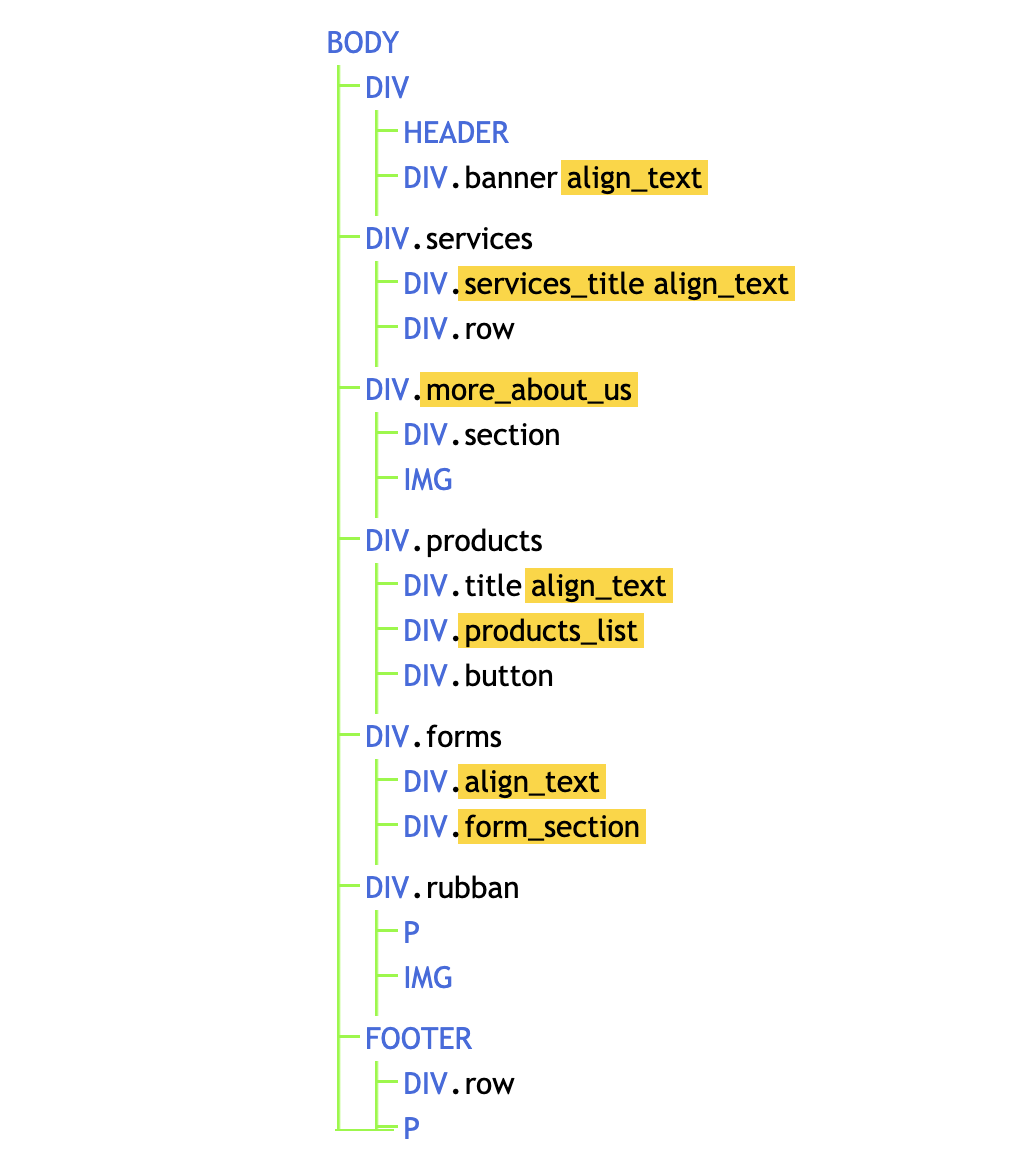 BODY
DIV
HEADER
DIV.banner align_text
DIV.services
DIV.services_title align_text
DIV.row
DIV.more_about_us
DIV.section
IMG
DIV.products
DIV.title align_text
DIV.products_list
DIV.button
DIV.forms
DIV.align_text
DIV.form_section
DIV.rubban
P
IMG
FOOTER
DIV.row
P